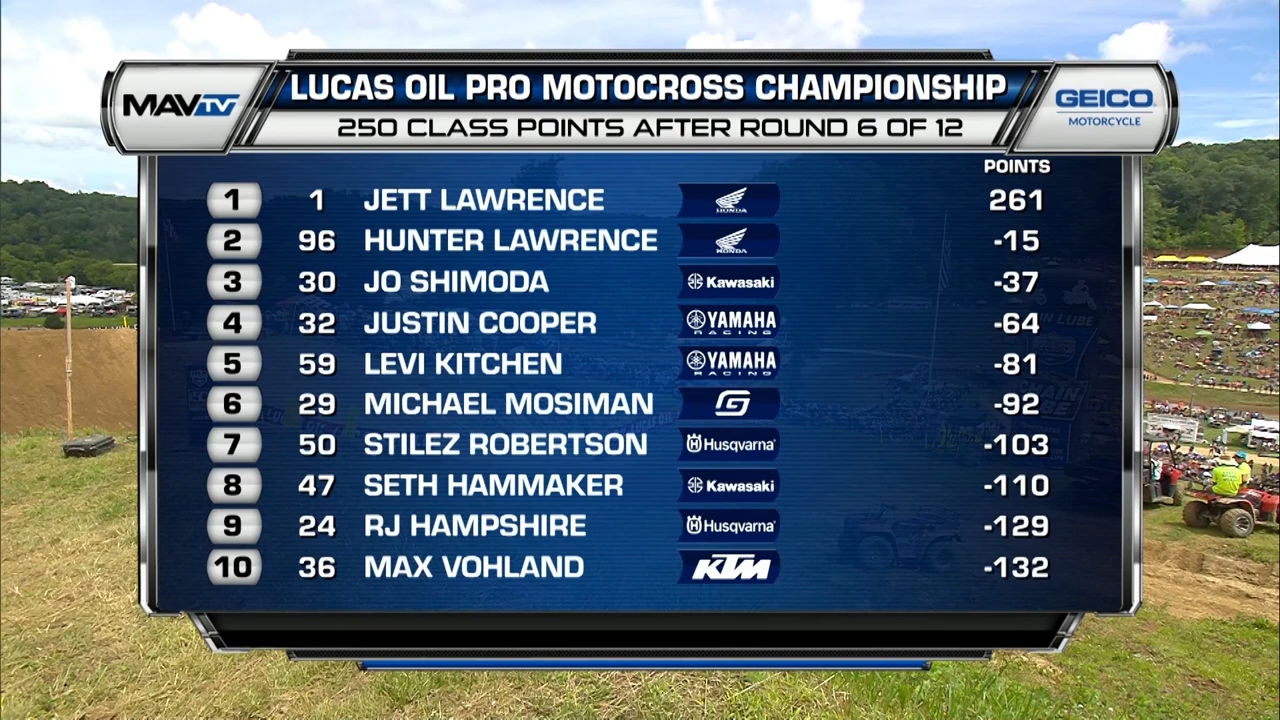 MAVTV
LUCAS OIL PRO MOTOCROSS CHAMPIONSHIP
GEICO
MOTORCYCLE
250 CLASS POINTS AFTER ROUND 6 OF 12
POINTS
1 1 JETT LAWRENCE HONDA 261
2 96 HUNTER LAWRENCE HONDA -15
3 30 JO SHIMODA Kawasaki -37
4 32 JUSTIN COOPER YAMAHA RACING -64
5 59 LEVI KITCHEN YAMAHA RACING -81
6 29 MICHAEL MOSIMAN G -92
7 50 STILEZ ROBERTSON Husqvarna -103
8 47 SETH HAMMAKER Kawasaki -110
9 24 RJ HAMPSHIRE Husqvarna -129
10 36 MAX VOHLAND KTM -132